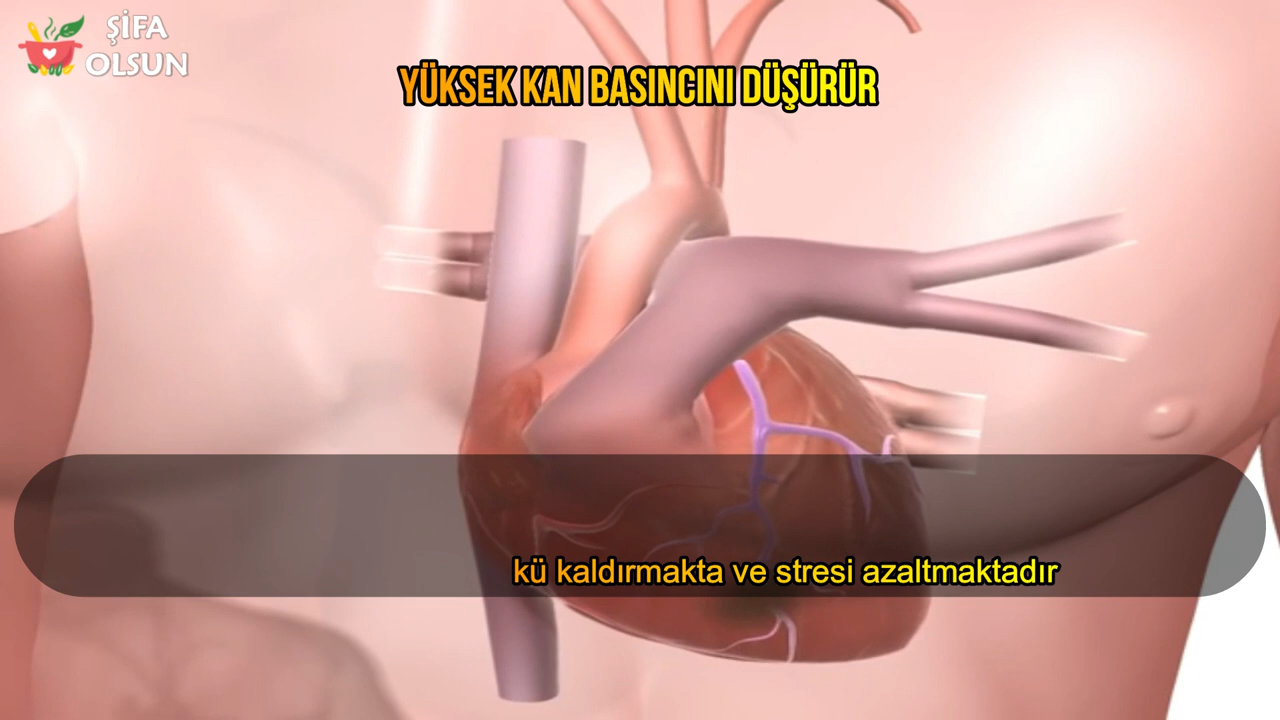 ŞİFA
OLSUN
YÜKSEK KAN BASINCINI DÜŞÜRÜR
kü kaldırmakta ve stresi azaltmaktadır